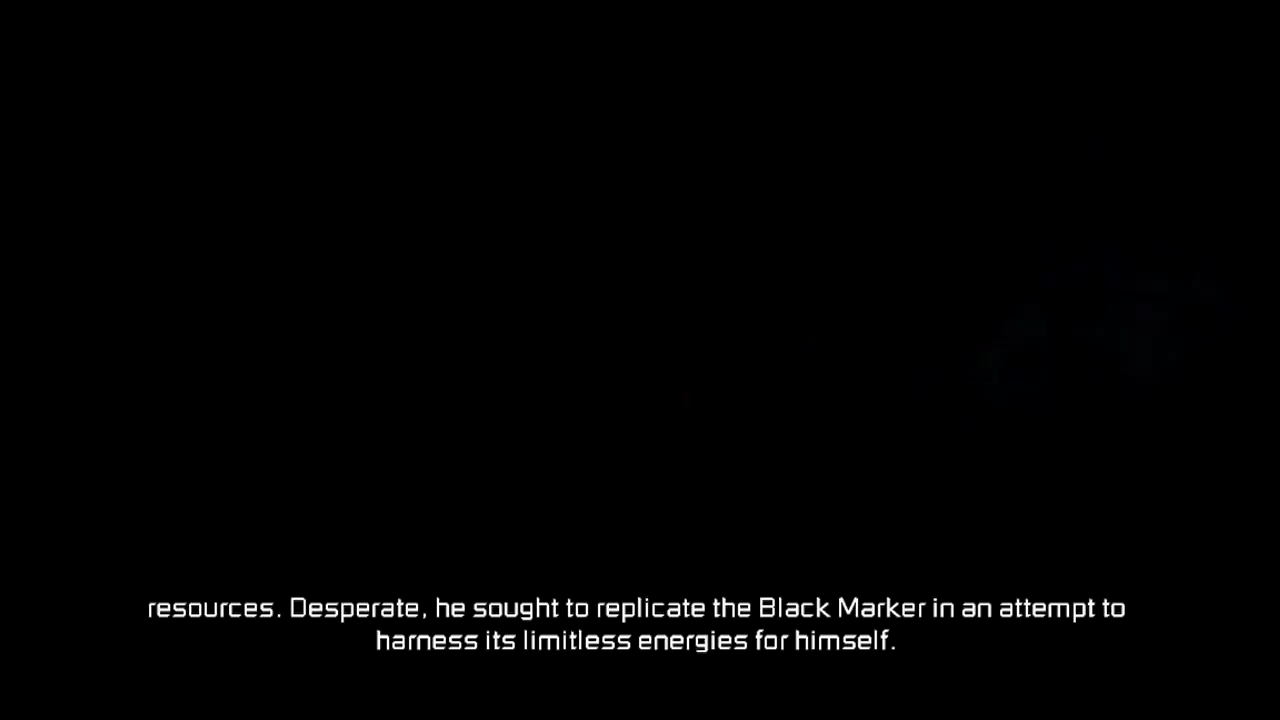 resources. Desperate, he sought to replicate the Black Marker in an attempt to
harness its limitless energies for himself.